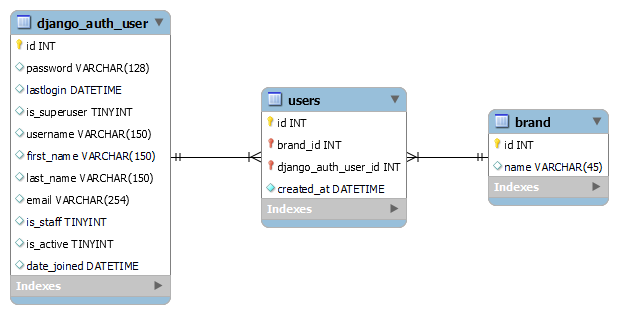 django_auth_user
id INT
password VARCHAR(128)
lastlogin DATETIME
is_superuser TINYINT
username VARCHAR(150)
first_name VARCHAR(150)
last_name VARCHAR(150)
email VARCHAR(254)
is_staff TINYINT
is_active TINYINT
date_joined DATETIME
Indexes
users
id INT
brand_id INT
django_auth_user_id INT
created_at DATETIME
Indexes
brand
id INT
name VARCHAR(45)
Indexes